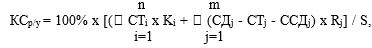 n m
КСр/у = 100% x [( СТi x Ki + (СДj - СТj - ССДj) x Rj] / S,
i=1 j=1